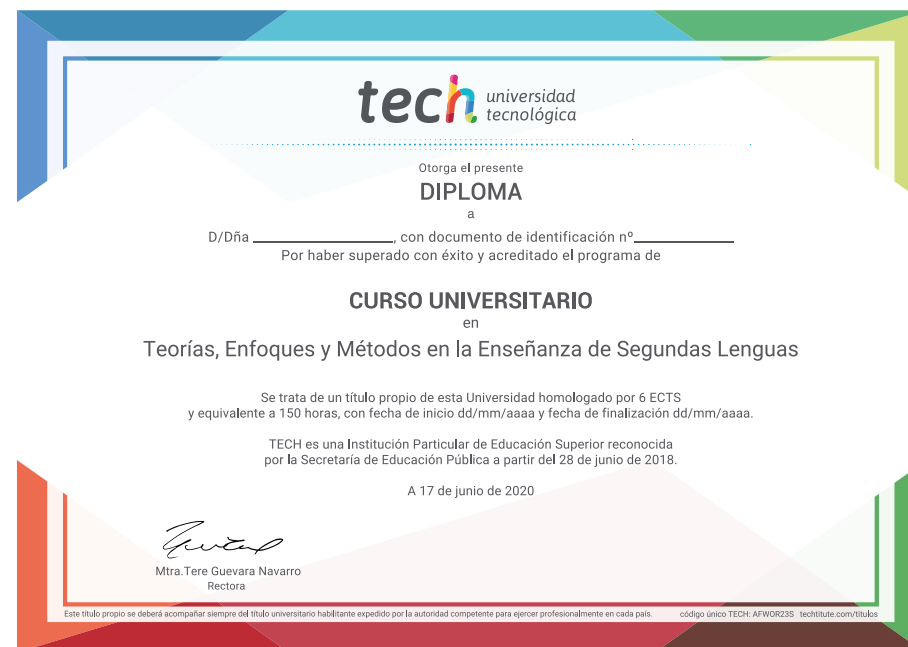 tech universidad
tecnológica
Otorga el presente
DIPLOMA
a
D/Dña ____________________, con documento de identificación nº______________
Por haber superado con éxito y acreditado el programa de
CURSO UNIVERSITARIO
en
Teorías, Enfoques y Métodos en la Enseñanza de Segundas Lenguas
Se trata de un título propio de esta Universidad homologado por 6 ECTS
y equivalente a 150 horas, con fecha de inicio dd/mm/aaaa y fecha de finalización dd/mm/aaaa.
TECH es una Institución Particular de Educación Superior reconocida
por la Secretaría de Educación Pública a partir del 28 de junio de 2018.
A 17 de junio de 2020
Mtra.Tere Guevara Navarro
Rectora
Este título propio se deberá acompañar siempre del título universitario habilitante expedido por la autoridad competente para ejercer profesionalmente en cada país. código único TECH: AFWOR23S techtitute.com/titulos